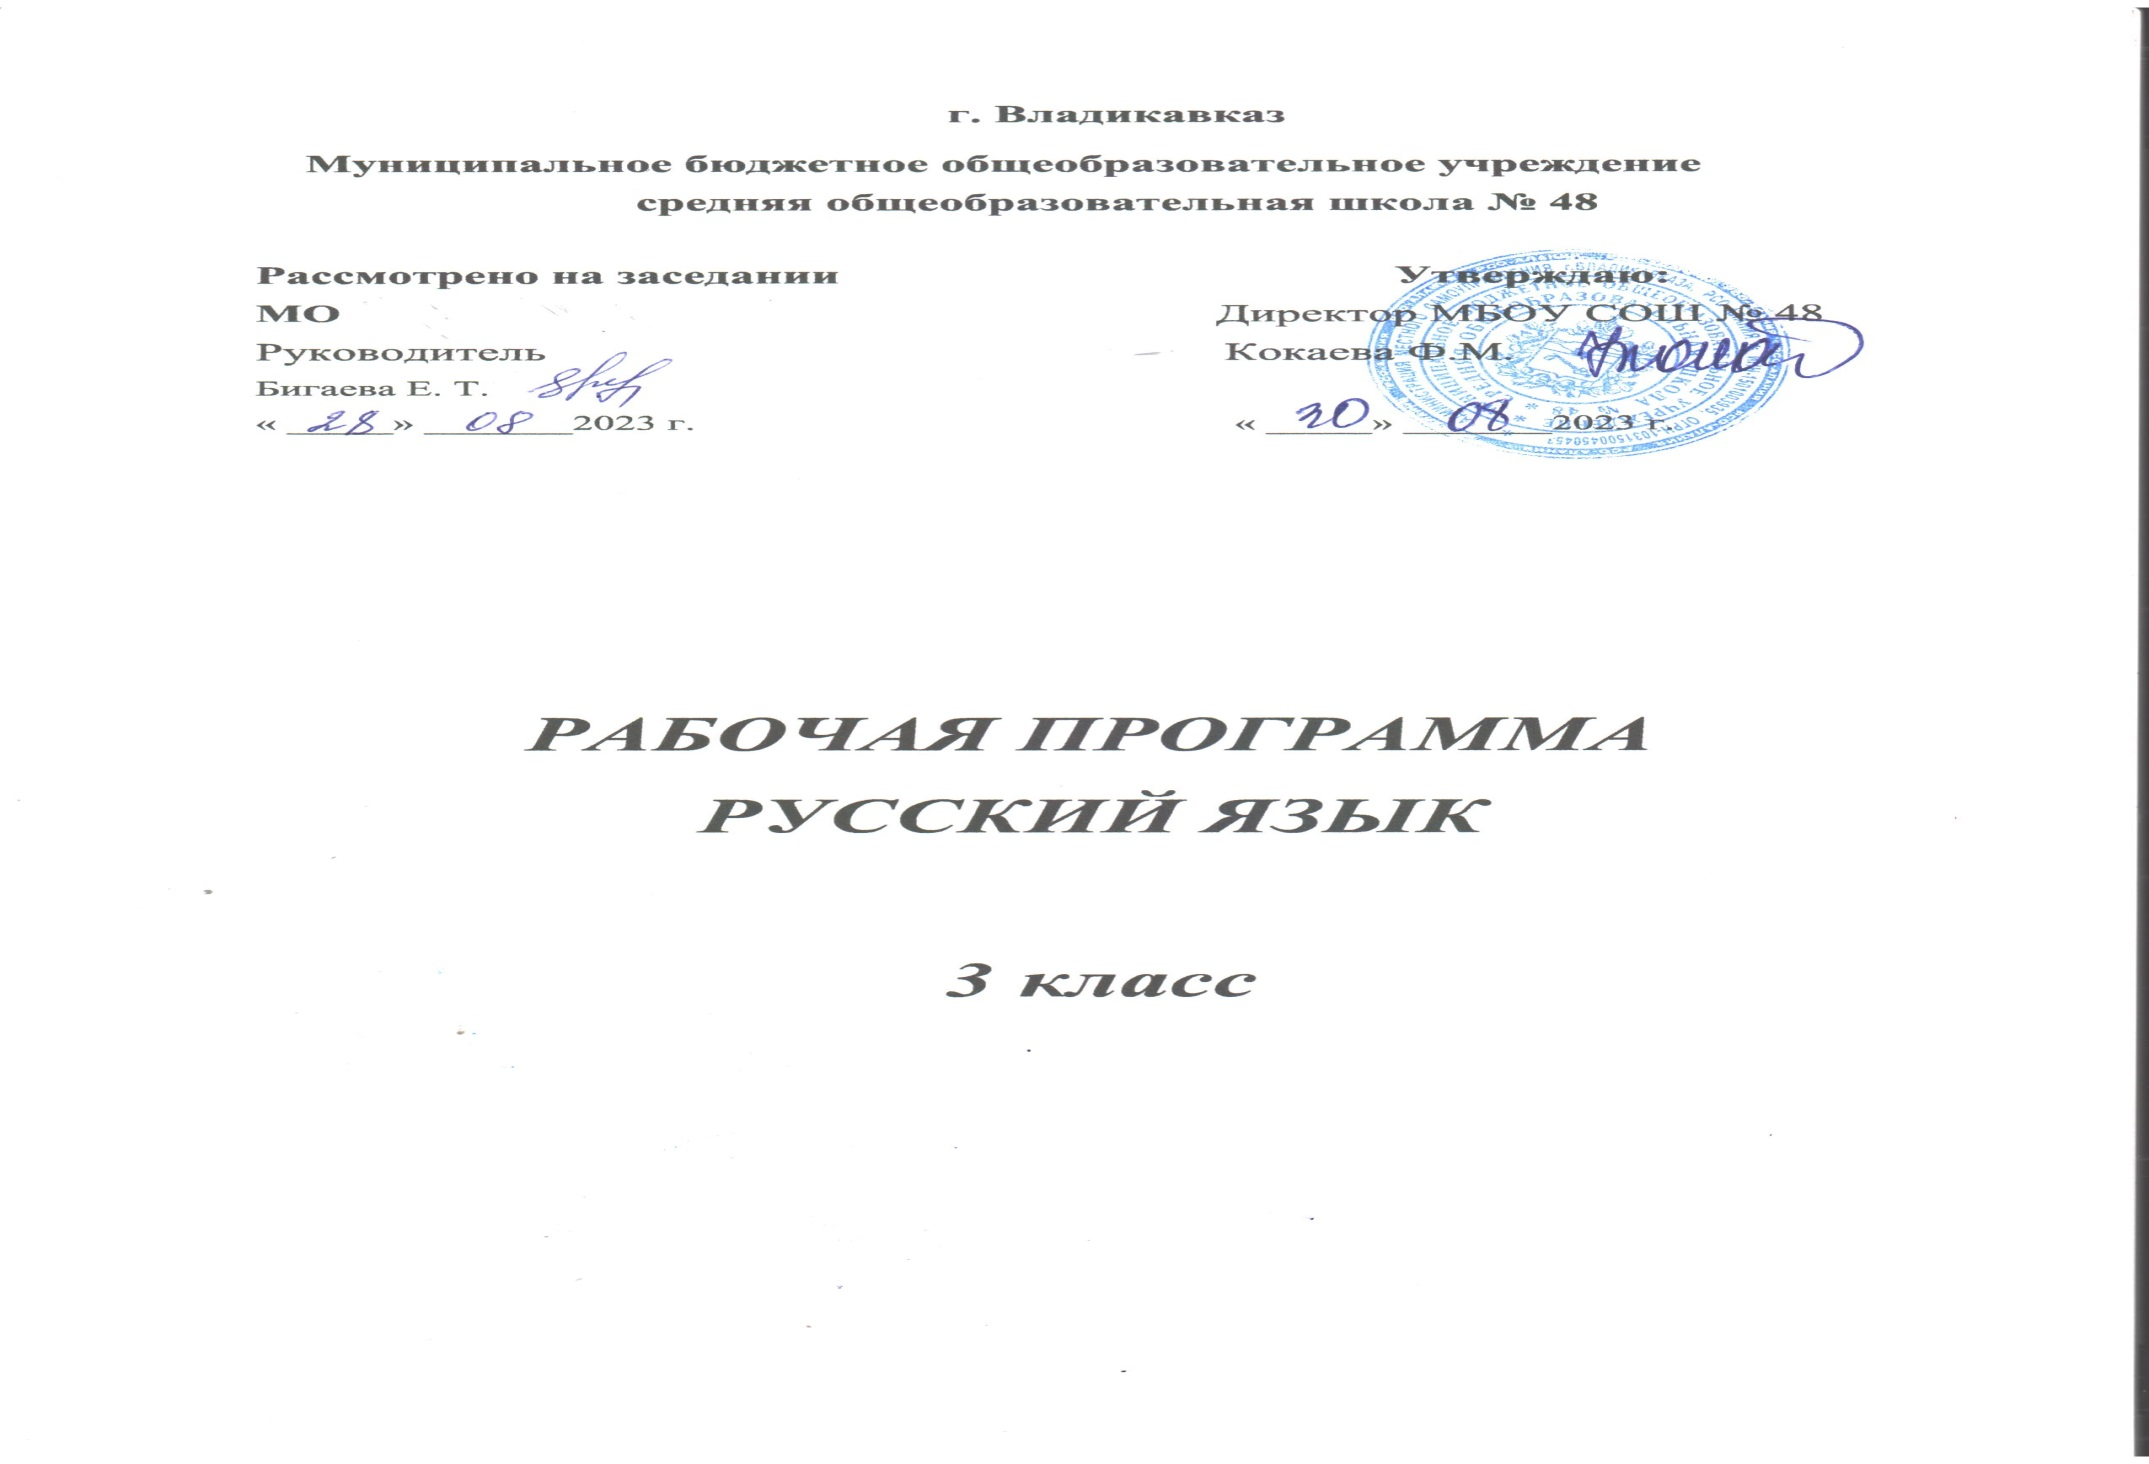 г. Владикавказ
Муниципальное бюджетное общеобразовательное учреждение
средняя общеобразовательная школа № 48
Рассмотрено на заседании
МО
Руководитель
Бигаева Е. Т.
« 28 » 08 2023 г.
Утверждаю:
Директор МБОУ СОШ № 48
Кокаева Ф.М.
« 30 » 08 2023 г.
РАБОЧАЯ ПРОГРАММА
РУССКИЙ ЯЗЫК
3 класс